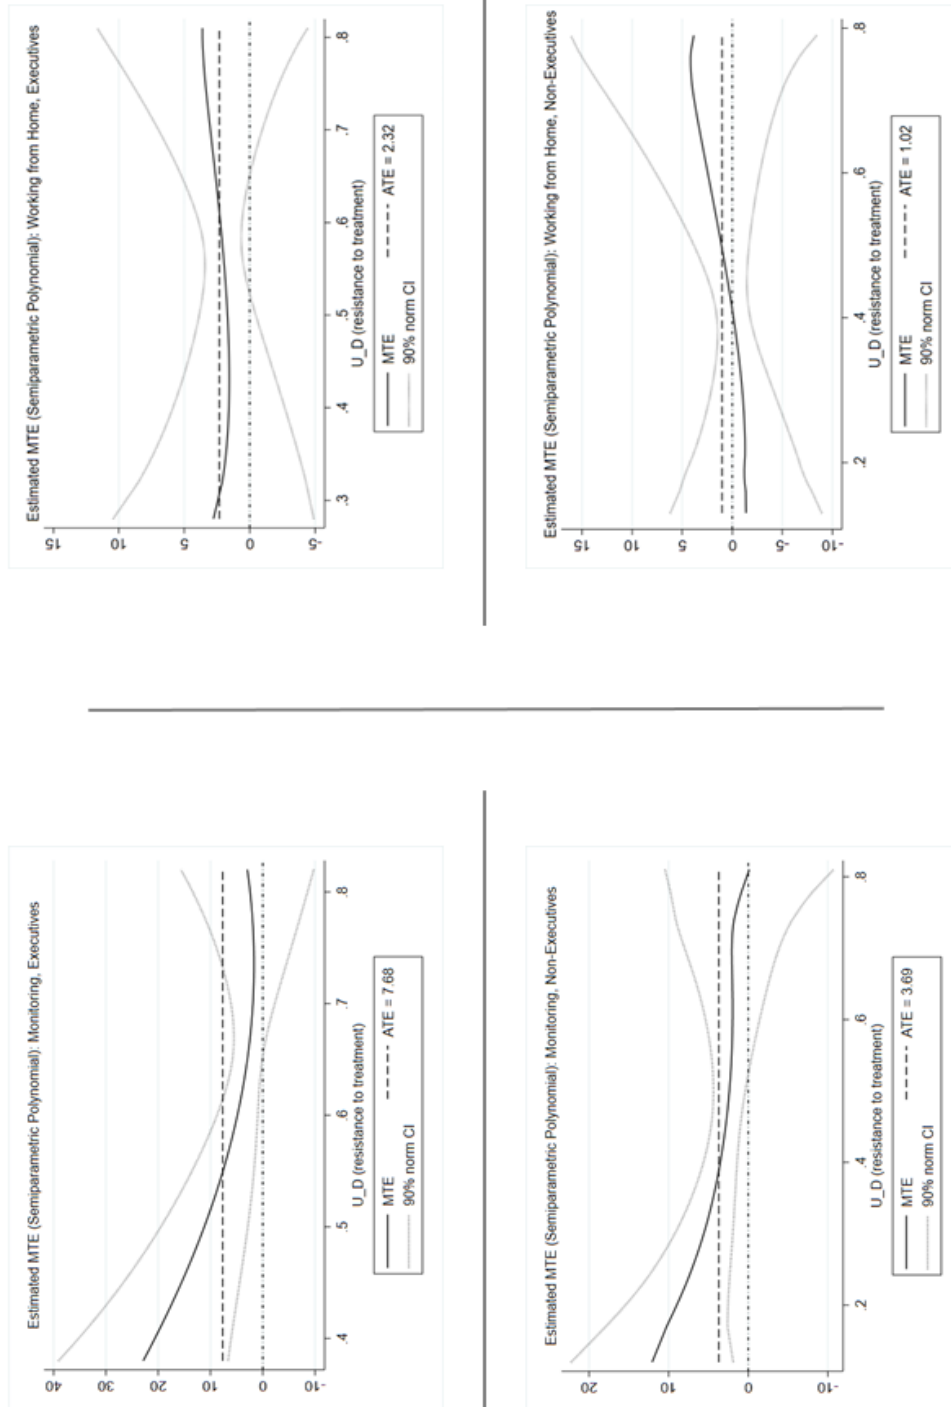 Estimated MTE (Semiparametric Polynomial): Monitoring, Executives
40
30
20
10
0
-10
.4
.5
.6
.7
.8
U_D (resistance to treatment)
MTE
ATE = 7.68
90% norm CI
Estimated MTE (Semiparametric Polynomial): Working from Home, Executives
15
10
5
0
-5
.3
.4
.5
.6
.7
.8
U_D (resistance to treatment)
MTE
ATE = 2.32
90% norm CI
Estimated MTE (Semiparametric Polynomial): Monitoring, Non-Executives
20
10
0
-10
.2
.4
.6
.8
U_D (resistance to treatment)
MTE
ATE = 3.69
90% norm CI
Estimated MTE (Semiparametric Polynomial): Working from Home, Non-Executives
15
10
5
0
-5
-10
.2
.4
.6
.8
U_D (resistance to treatment)
MTE
ATE = 1.02
90% norm CI